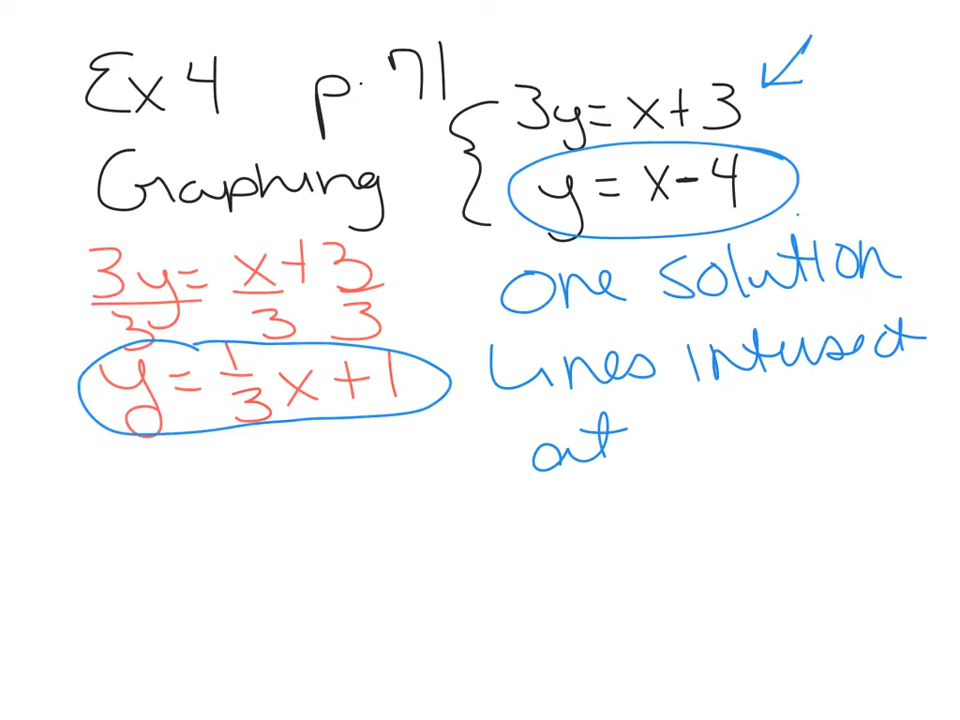 Ex 4 p. 71
Graphing
3y = x + 3
y = x - 4
3y = x + 3
3 3 3
y = 1/3 x + 1
One solution
Lines intersect
at